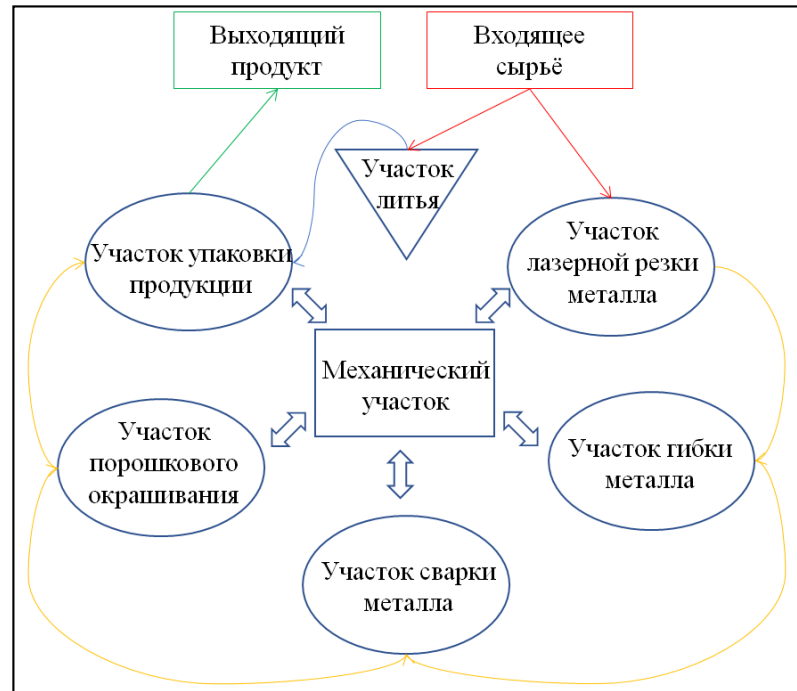 Выходящий
продукт
Входящее
сырьё
Участок
литья
Участок упаковки
продукции
Участок
лазерной резки
металла
Механический
участок
Участок
порошкового
окрашивания
Участок гибки
металла
Участок сварки
металла